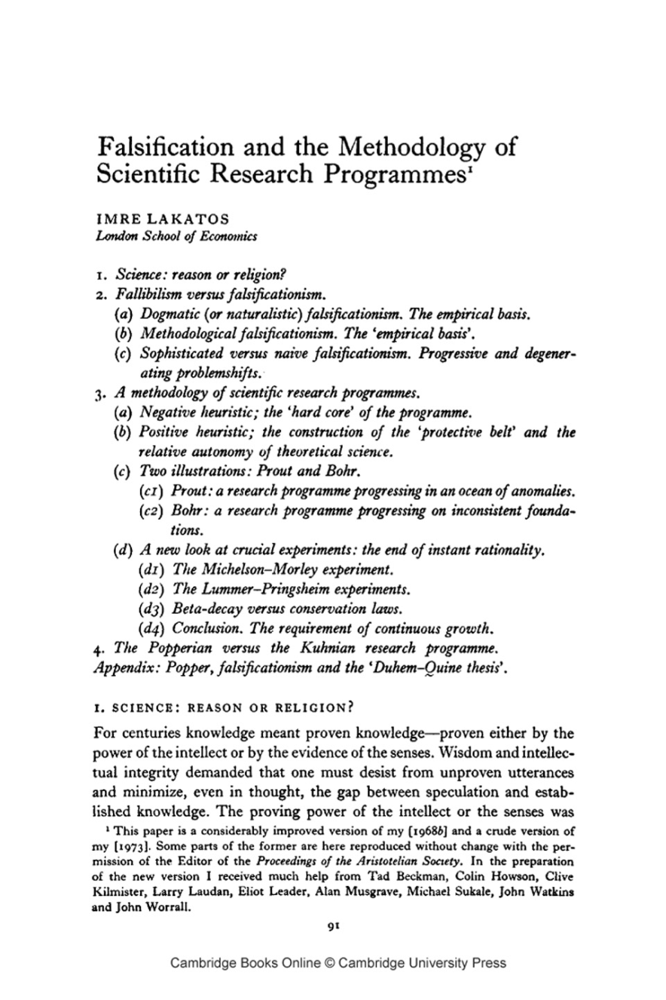 Falsification and the Methodology of
Scientific Research Programmes¹
IMRE LAKATOS
London School of Economics
1. Science: reason or religion?
2. Fallibilism versus falsificationism.
(a) Dogmatic (or naturalistic) falsificationism. The empirical basis.
(b) Methodological falsificationism. The 'empirical basis'.
(c) Sophisticated versus naive falsificationism. Progressive and degener-
ating problemshifts.
3. A methodology of scientific research programmes.
(a) Negative heuristic; the 'hard core' of the programme.
(b) Positive heuristic; the construction of the 'protective belt' and the
relative autonomy of theoretical science.
(c) Two illustrations: Prout and Bohr.
(c1) Prout: a research programme progressing in an ocean of anomalies.
(c2) Bohr: a research programme progressing on inconsistent founda-
tions.
(d) A new look at crucial experiments: the end of instant rationality.
(d1) The Michelson–Morley experiment.
(d2) The Lummer–Pringsheim experiments.
(d3) Beta-decay versus conservation laws.
(d4) Conclusion. The requirement of continuous growth.
4. The Popperian versus the Kuhnian research programme.
Appendix: Popper, falsificationism and the 'Duhem–Quine thesis'.
1. SCIENCE: REASON OR RELIGION?
For centuries knowledge meant proven knowledge—proven either by the
power of the intellect or by the evidence of the senses. Wisdom and intellec-
tual integrity demanded that one must desist from unproven utterances
and minimize, even in thought, the gap between speculation and estab-
lished knowledge. The proving power of the intellect or the senses was
¹ This paper is a considerably improved version of my [1968b] and a crude version of
my [1973]. Some parts of the former are here reproduced without change with the per-
mission of the Editor of the Proceedings of the Aristotelian Society. In the preparation
of the new version I received much help from Tad Beckman, Colin Howson, Clive
Kilmister, Larry Laudan, Eliot Leader, Alan Musgrave, Michael Sukale, John Watkins
and John Worrall.
91
Cambridge Books Online © Cambridge University Press